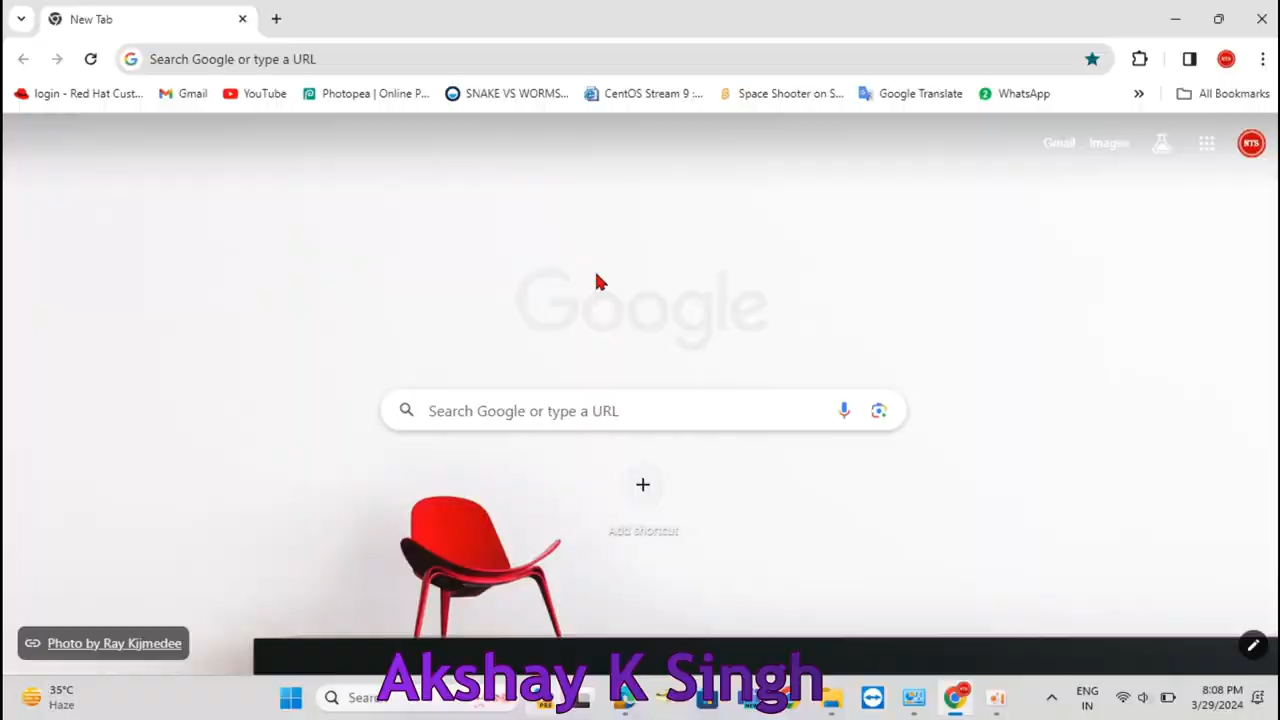 New Tab
Search Google or type a URL
login - Red Hat Cust...
Gmail
YouTube
Photopea | Online P...
SNAKE VS WORMS...
CentOS Stream 9 :...
Space Shooter on S...
Google Translate
WhatsApp
All Bookmarks
Gmail
Images
NTS
Google
Search Google or type a URL
Add shortcut
Photo by Ray Kijmedee
Akshay K Singh
35°C
Haze
Sear
ENG
IN
8:08 PM
3/29/2024